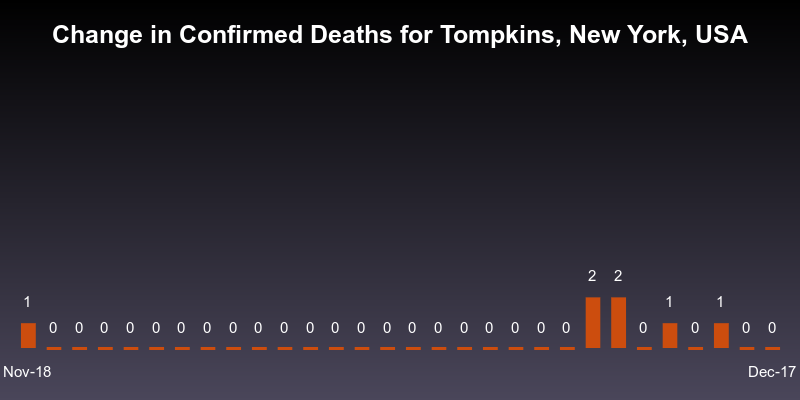 Change in Confirmed Deaths for Tompkins, New York, USA
2 2
1 1 1
0 0 0 0 0 0 0 0 0 0 0 0 0 0 0 0 0 0 0 0 0 0 0 0 0
Nov-18 Dec-17